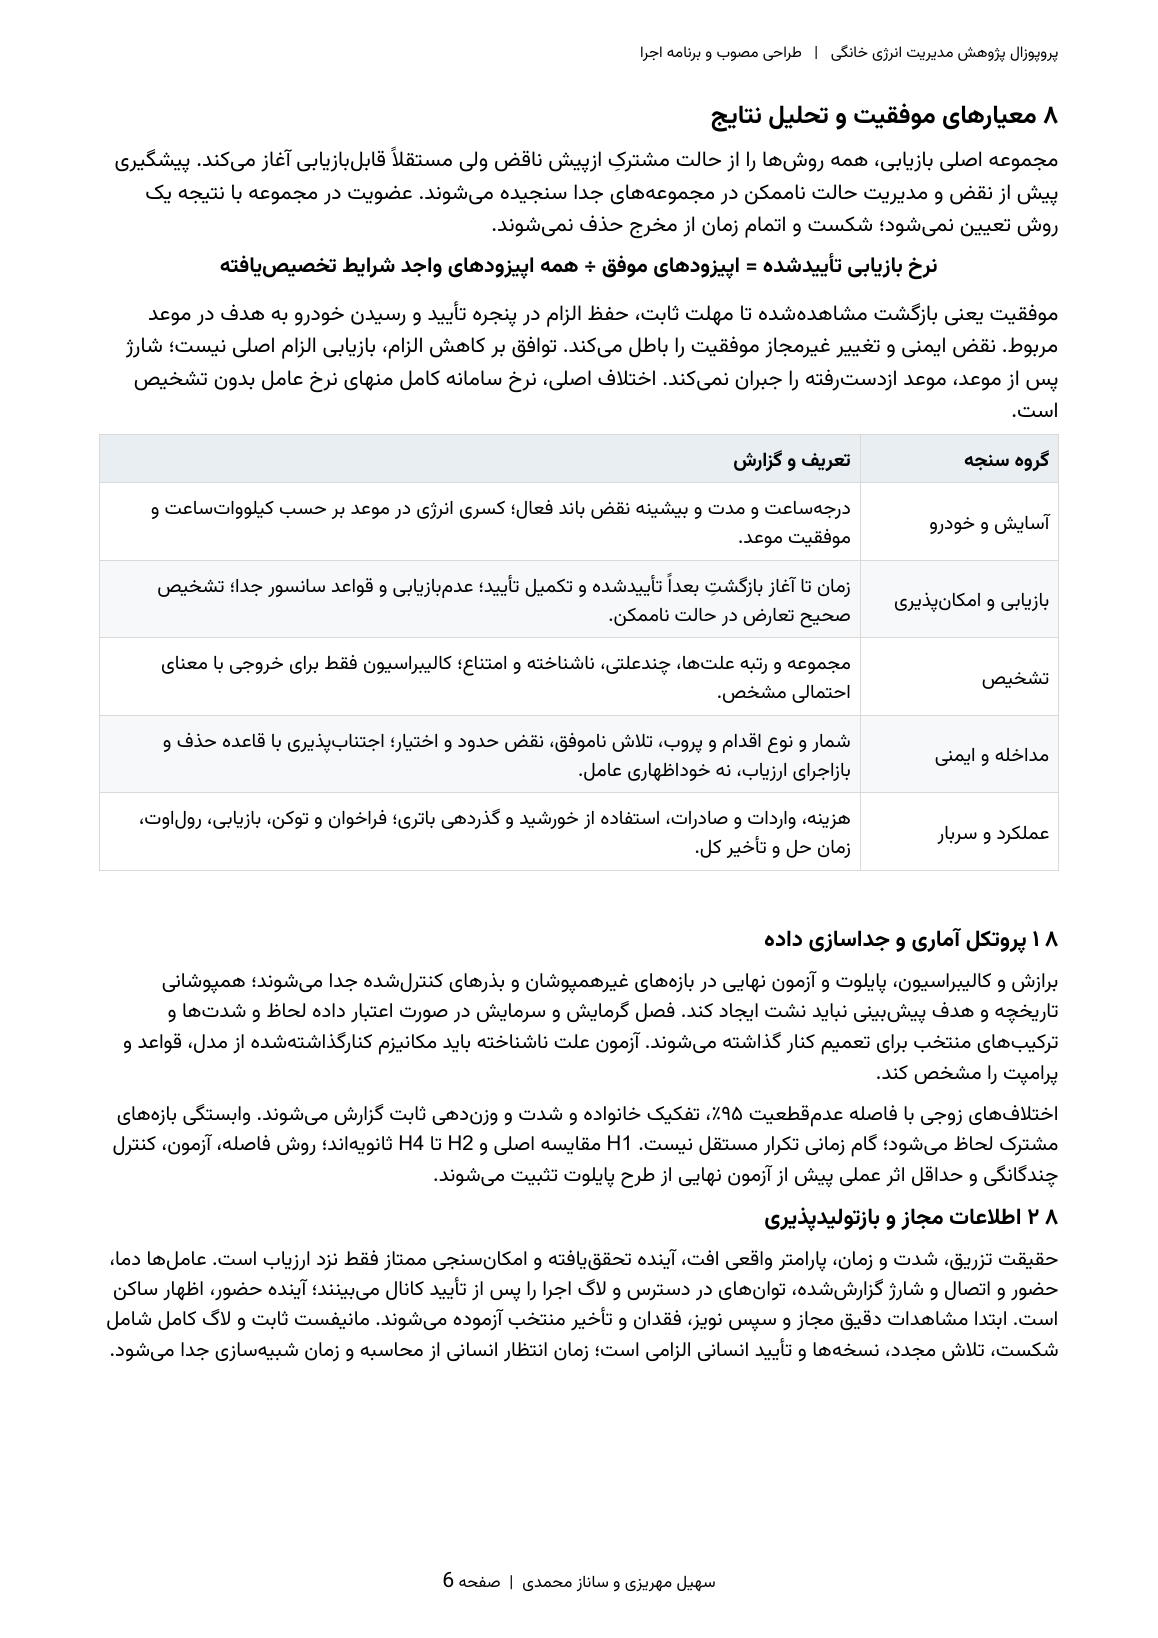 پروپوزال پژوهش مدیریت انرژی خانگی | طراحی مصوب و برنامه اجرا
۸ معیارهای موفقیت و تحلیل نتایج
مجموعه اصلی بازیابی، همه روش‌ها را از حالت مشترکِ ازپیش ناقض ولی مستقلاً قابل‌بازیابی آغاز می‌کند. پیشگیری
پیش از نقض و مدیریت حالت ناممکن در مجموعه‌های جدا سنجیده می‌شوند. عضویت در مجموعه با نتیجه یک
روش تعیین نمی‌شود؛ شکست و اتمام زمان از مخرج حذف نمی‌شوند.
نرخ بازیابی تأییدشده = اپیزودهای موفق ÷ همه اپیزودهای واجد شرایط تخصیص‌یافته
موفقیت یعنی بازگشت مشاهده‌شده تا مهلت ثابت، حفظ الزام در پنجره تأیید و رسیدن خودرو به هدف در موعد
مربوط. نقض ایمنی و تغییر غیرمجاز موفقیت را باطل می‌کند. توافق بر کاهش الزام، بازیابی الزام اصلی نیست؛ شارژ
پس از موعد، موعد ازدست‌رفته را جبران نمی‌کند. اختلاف اصلی، نرخ سامانه کامل منهای نرخ عامل بدون تشخیص
است.
گروه سنجه
تعریف و گزارش
آسایش و خودرو
درجه‌ساعت و مدت و بیشینه نقض باند فعال؛ کسری انرژی در موعد بر حسب کیلووات‌ساعت و
موفقیت موعد.
بازیابی و امکان‌پذیری
زمان تا آغاز بازگشتِ بعداً تأییدشده و تکمیل تأیید؛ عدم‌بازیابی و قواعد سانسور جدا؛ تشخیص
صحیح تعارض در حالت ناممکن.
تشخیص
مجموعه و رتبه علت‌ها، چندعلتی، ناشناخته و امتناع؛ کالیبراسیون فقط برای خروجی با معنای
احتمالی مشخص.
مداخله و ایمنی
شمار و نوع اقدام و پروب، تلاش ناموفق، نقض حدود و اختیار؛ اجتناب‌پذیری با قاعده حذف و
بازاجرای ارزیاب، نه خوداظهاری عامل.
عملکرد و سربار
هزینه، واردات و صادرات، استفاده از خورشید و گذردهی باتری؛ فراخوان و توکن، بازیابی، رول‌اوت،
زمان حل و تأخیر کل.
۸ ۱ پروتکل آماری و جداسازی داده
برازش و کالیبراسیون، پایلوت و آزمون نهایی در بازه‌های غیرهمپوشان و بذرهای کنترل‌شده جدا می‌شوند؛ همپوشانی
تاریخچه و هدف پیش‌بینی نباید نشت ایجاد کند. فصل گرمایش و سرمایش در صورت اعتبار داده لحاظ و شدت‌ها و
ترکیب‌های منتخب برای تعمیم کنار گذاشته می‌شوند. آزمون علت ناشناخته باید مکانیزم کنارگذاشته‌شده از مدل، قواعد و
پرامپت را مشخص کند.
اختلاف‌های زوجی با فاصله عدم‌قطعیت ۹۵٪، تفکیک خانواده و شدت و وزن‌دهی ثابت گزارش می‌شوند. وابستگی بازه‌های
مشترک لحاظ می‌شود؛ گام زمانی تکرار مستقل نیست. H1 مقایسه اصلی و H2 تا H4 ثانویه‌اند؛ روش فاصله، آزمون، کنترل
چندگانگی و حداقل اثر عملی پیش از آزمون نهایی از طرح پایلوت تثبیت می‌شوند.
۸ ۲ اطلاعات مجاز و بازتولیدپذیری
حقیقت تزریق، شدت و زمان، پارامتر واقعی افت، آینده تحقق‌یافته و امکان‌سنجی ممتاز فقط نزد ارزیاب است. عامل‌ها دما،
حضور و اتصال و شارژ گزارش‌شده، توان‌های در دسترس و لاگ اجرا را پس از تأیید کانال می‌بینند؛ آینده حضور، اظهار ساکن
است. ابتدا مشاهدات دقیق مجاز و سپس نویز، فقدان و تأخیر منتخب آزموده می‌شوند. مانیفست ثابت و لاگ کامل شامل
شکست، تلاش مجدد، نسخه‌ها و تأیید انسانی الزامی است؛ زمان انتظار انسانی از محاسبه و زمان شبیه‌سازی جدا می‌شود.
سهیل مهریزی و ساناز محمدی | صفحه 6